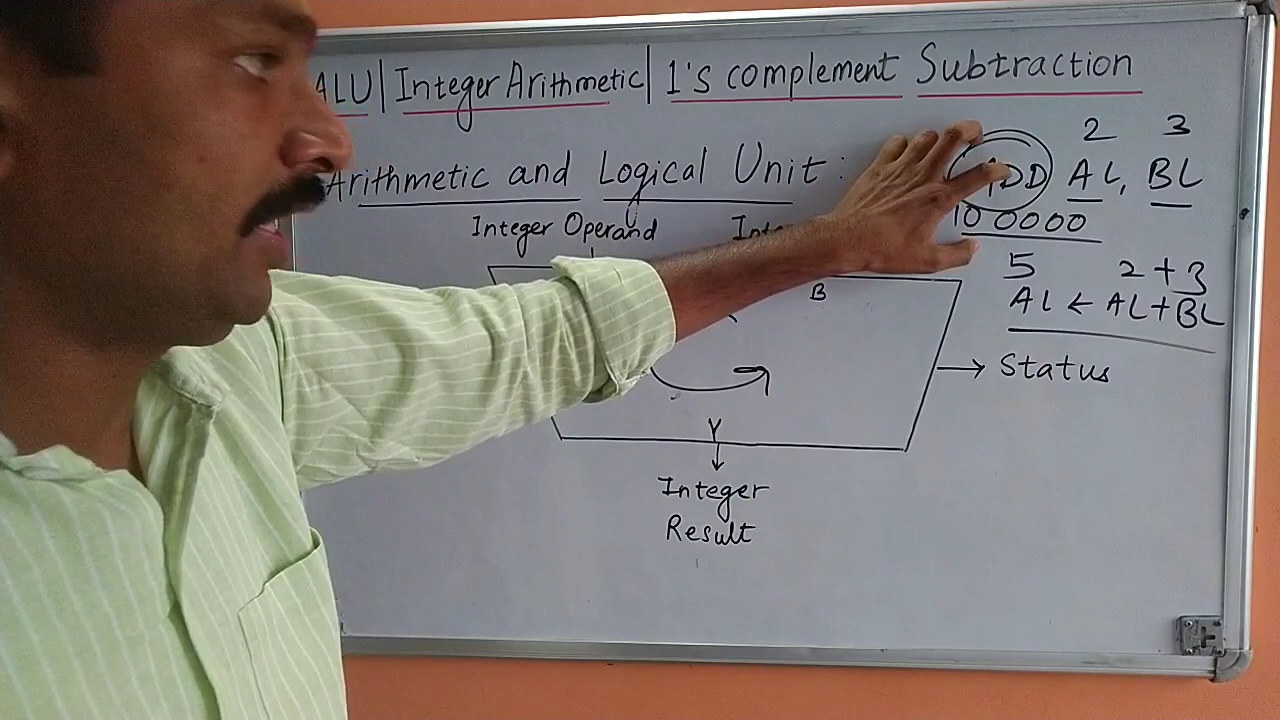 ALU | Integer Arithmetic | 1's complement Subtraction
Arithmetic and Logical Unit :
2 3
ADD AL, BL
100000
Integer Operand
5 2+3
B
AL ← AL+BL
→ Status
Y
Integer
Result